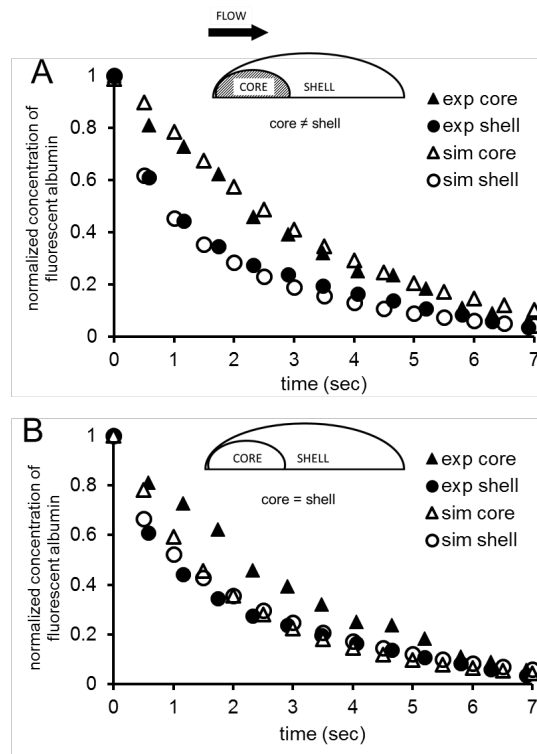 FLOW
A
CORE SHELL
core ≠ shell
exp core
exp shell
sim core
sim shell
normalized concentration of
fluorescent albumin
1
0.8
0.6
0.4
0.2
0
0 1 2 3 4 5 6 7
time (sec)
B
CORE SHELL
core = shell
exp core
exp shell
sim core
sim shell
normalized concentration of
fluorescent albumin
1
0.8
0.6
0.4
0.2
0
0 1 2 3 4 5 6 7
time (sec)